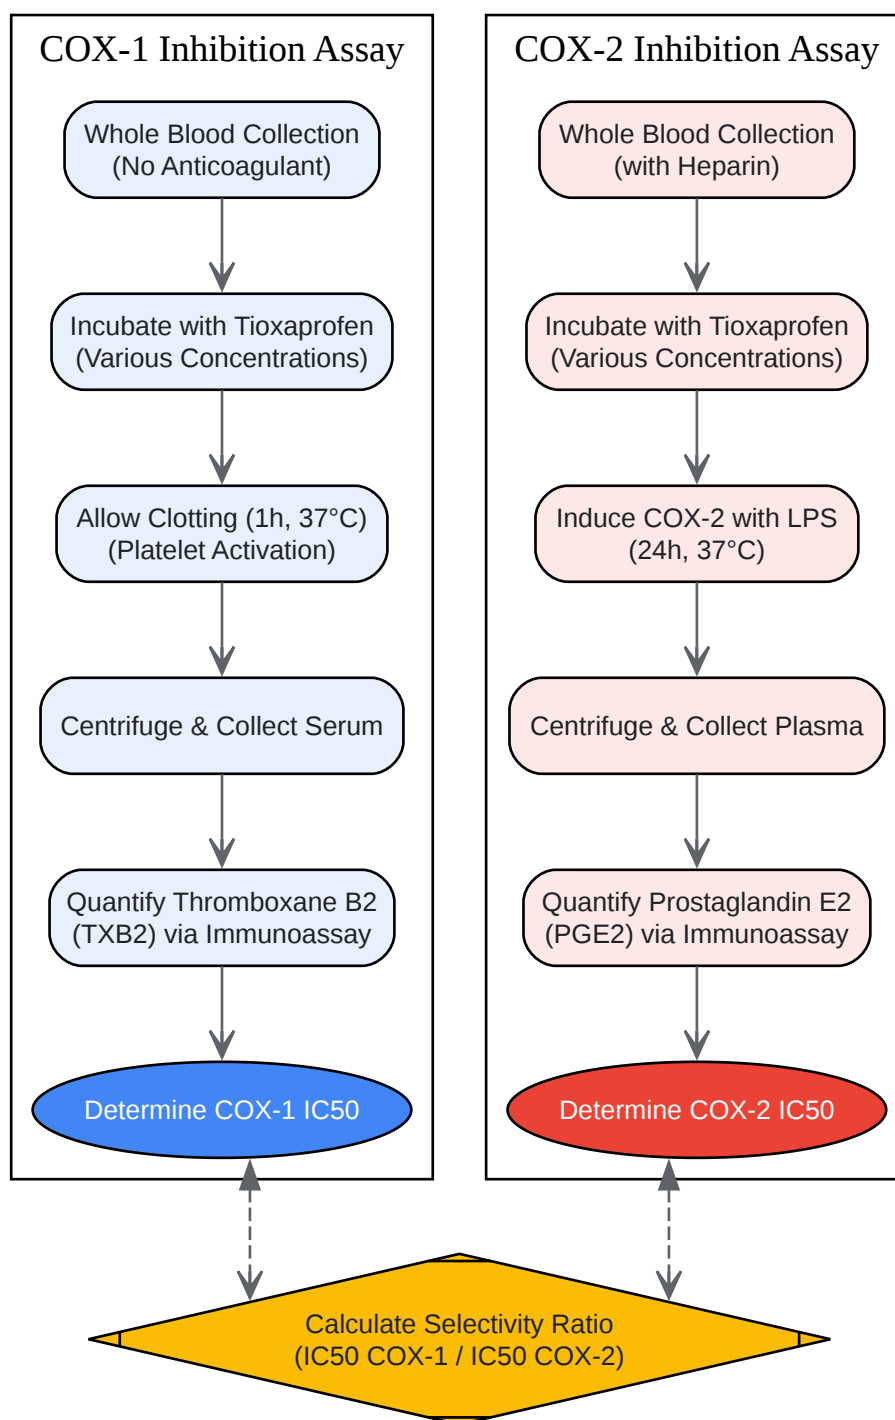 COX-1 Inhibition Assay
Whole Blood Collection
(No Anticoagulant)
Incubate with Tioxaprofen
(Various Concentrations)
Allow Clotting (1h, 37°C)
(Platelet Activation)
Centrifuge & Collect Serum
Quantify Thromboxane B2
(TXB2) via Immunoassay
Determine COX-1 IC50
COX-2 Inhibition Assay
Whole Blood Collection
(with Heparin)
Incubate with Tioxaprofen
(Various Concentrations)
Induce COX-2 with LPS
(24h, 37°C)
Centrifuge & Collect Plasma
Quantify Prostaglandin E2
(PGE2) via Immunoassay
Determine COX-2 IC50
Calculate Selectivity Ratio
(IC50 COX-1 / IC50 COX-2)